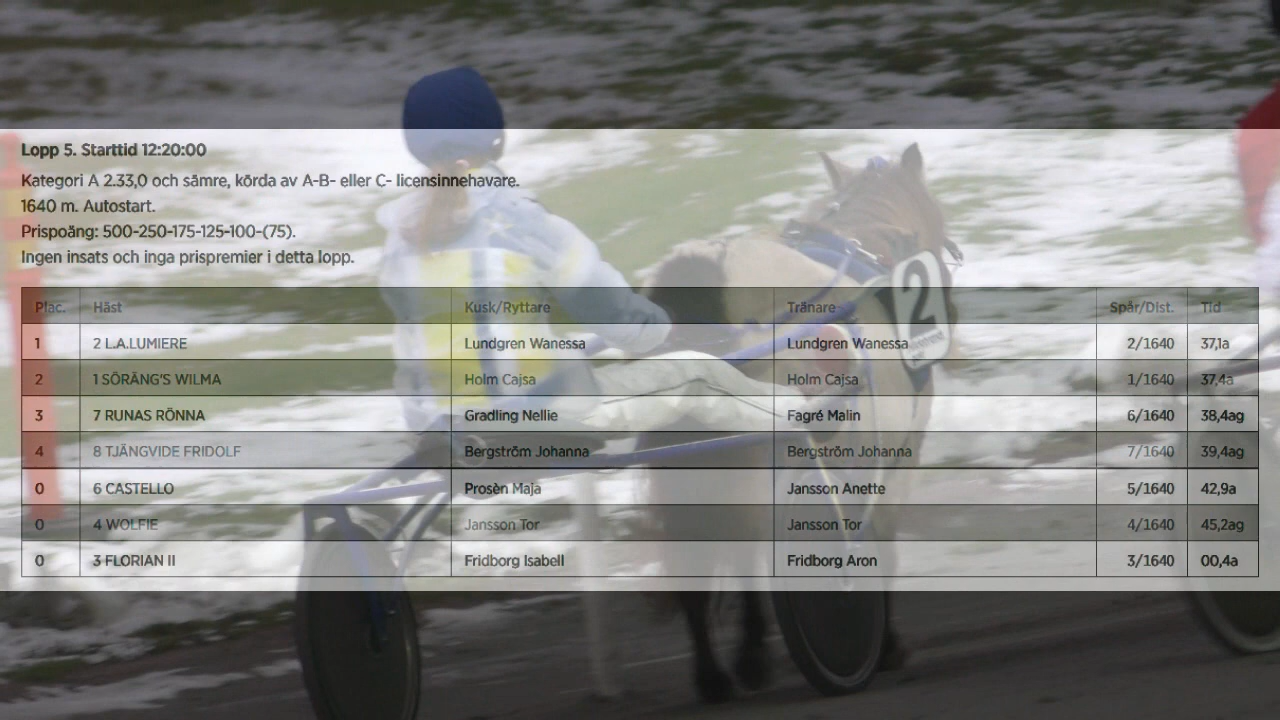 Lopp 5. Starttid 12:20:00
Kategori A 2.33,0 och sämre, körda av A-B- eller C- licensinnehavare.
1640 m. Autostart.
Prispoäng: 500-250-175-125-100-(75).
Ingen insats och inga prispremier i detta lopp.
Plac. Häst Kusk/Ryttare Tränare Spår/Dist. Tid
1 2 L.A.LUMIERE Lundgren Wanessa Lundgren Wanessa 2/1640 37,1a
2 1 SÖRÄNG'S WILMA Holm Cajsa Holm Cajsa 1/1640 37,4a
3 7 RUNAS RÖNNA Gradling Nellie Fagré Malin 6/1640 38,4ag
4 8 TJÄNGVIDE FRIDOLF Bergström Johanna Bergström Johanna 7/1640 39,4ag
0 6 CASTELLO Prosèn Maja Jansson Anette 5/1640 42,9a
0 4 WOLFIE Jansson Tor Jansson Tor 4/1640 45,2ag
0 3 FLORIAN II Fridborg Isabell Fridborg Aron 3/1640 00,4a
2